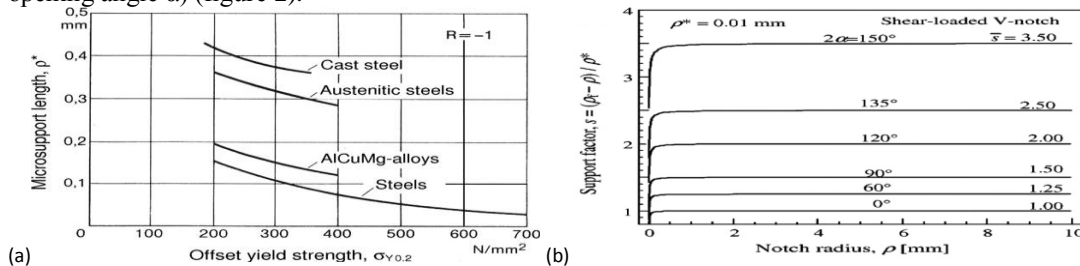 opening angle α) (figure 2).
0,5
mm
0,4
0,3
0,2
0,1
0
Microsupport length, ρ*
R=−1
Cast steel
Austenitic steels
AlCuMg-alloys
Steels
0 100 200 300 400 500 600 700
N/mm²
Offset yield strength, σY0.2
(a)
4
3
2
1
Support factor, s = (ρf − ρ) / ρ*
ρ* = 0.01 mm Shear-loaded V-notch
2α=150° s̅ = 3.50
135° 2.50
120° 2.00
90° 1.50
60° 1.25
0° 1.00
0 2 4 6 8 10
Notch radius, ρ [mm]
(b)